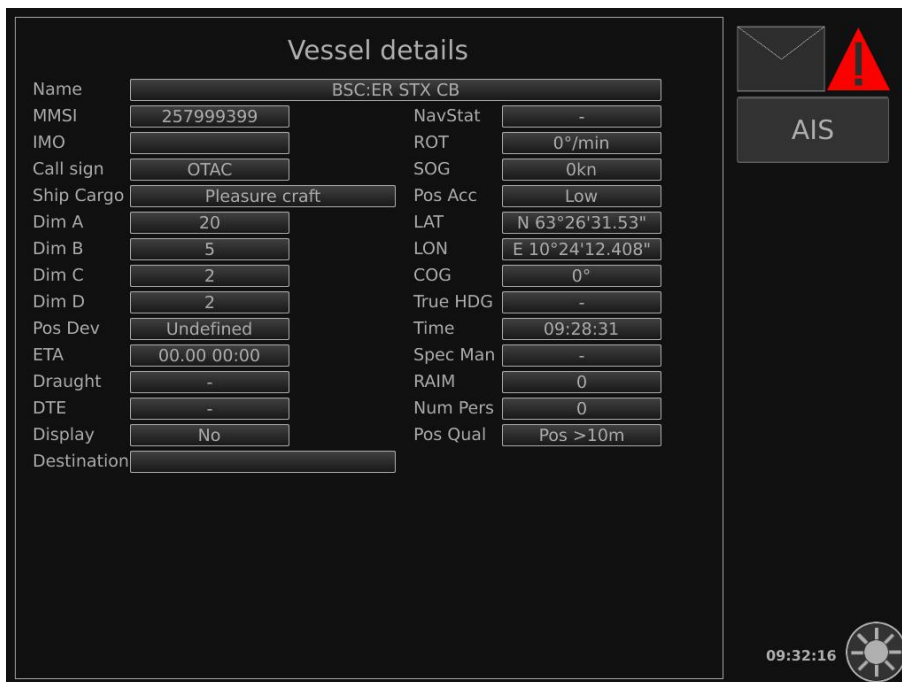 Vessel details
Name BSC:ER STX CB
MMSI 257999399 NavStat -
IMO ROT 0°/min
Call sign OTAC SOG 0kn
Ship Cargo Pleasure craft Pos Acc Low
Dim A 20 LAT N 63°26'31.53"
Dim B 5 LON E 10°24'12.408"
Dim C 2 COG 0°
Dim D 2 True HDG -
Pos Dev Undefined Time 09:28:31
ETA 00.00 00:00 Spec Man -
Draught - RAIM 0
DTE - Num Pers 0
Display No Pos Qual Pos >10m
Destination
!
AIS
09:32:16